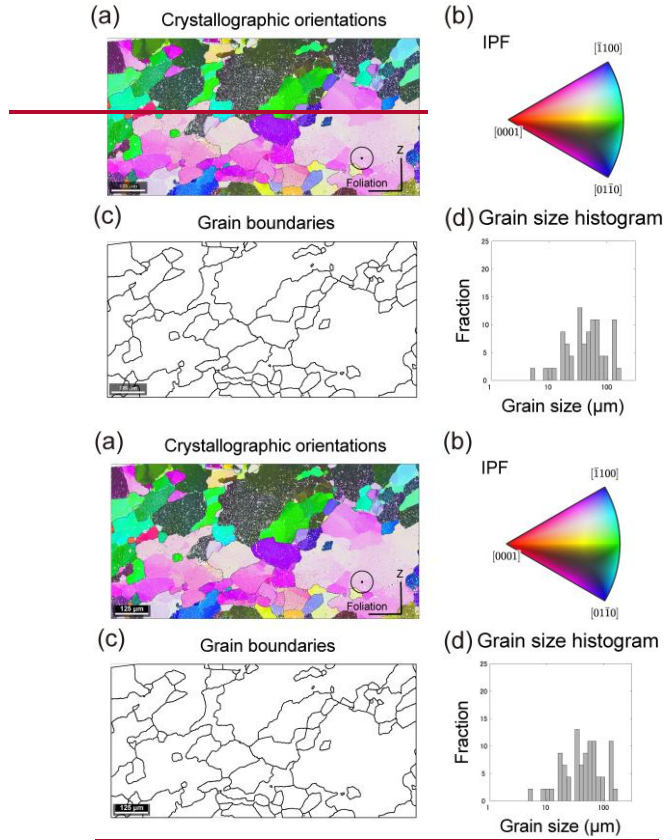 (a) Crystallographic orientations
(b)
IPF
[1̄100]
[0001]
[011̄0]
Z
Foliation
(c) Grain boundaries
(d) Grain size histogram
Fraction
25
20
15
10
5
0
1 10 100
Grain size (μm)
(a) Crystallographic orientations
(b)
IPF
[1̄100]
[0001]
[011̄0]
Z
Foliation
125 μm
(c) Grain boundaries
125 μm
(d) Grain size histogram
Fraction
25
20
15
10
5
0
1 10 100
Grain size (μm)